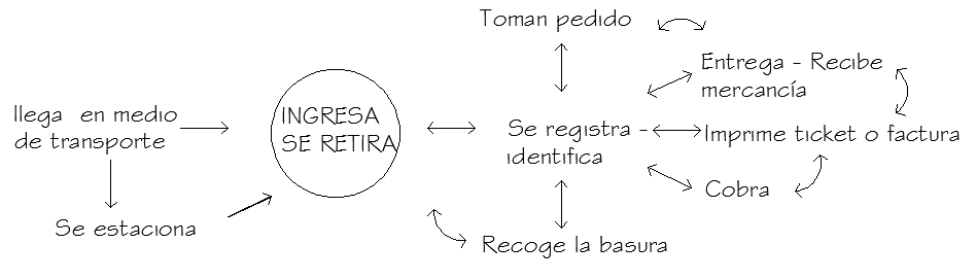 Toman pedido
Entrega - Recibe
mercancía
llega en medio
de transporte
INGRESA
SE RETIRA
Se registra -
identifica
Imprime ticket o factura
Cobra
Se estaciona
Recoge la basura